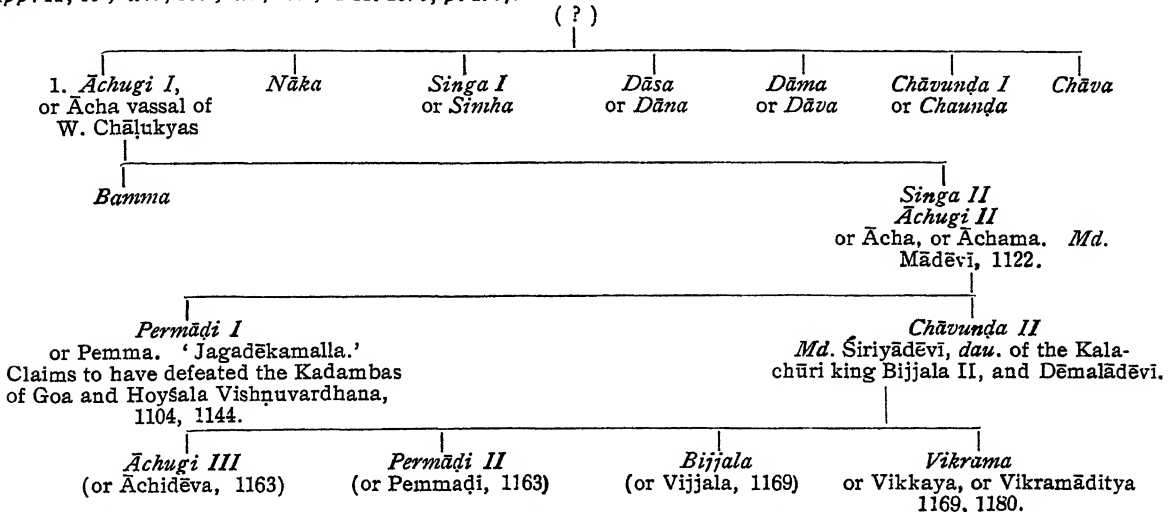 ( ? )
1. Āchugi I,
or Ācha vassal of
W. Chāḷukyas
Nāka
Singa I
or Simha
Dāsa
or Dāna
Dāma
or Dāva
Chāvuṇḍa I
or Chaunḍa
Chāva
Bamma
Singa II
Āchugi II
or Ācha, or Āchama. Md.
Mādēvī, 1122.
Permāḍi I
or Pemma. ‘Jagadēkamalla.’
Claims to have defeated the Kadambas
of Goa and Hoyśala Vishṇuvardhana,
1104, 1144.
Chāvuṇḍa II
Md. Śiriyādēvī, dau. of the Kala-
chūri king Bijjala II, and Dēmalādēvī.
Āchugi III
(or Āchidēva, 1163)
Permāḍi II
(or Pemmaḍi, 1163)
Bijjala
(or Vijjala, 1169)
Vikrama
or Vikkaya, or Vikramāditya
1169, 1180.